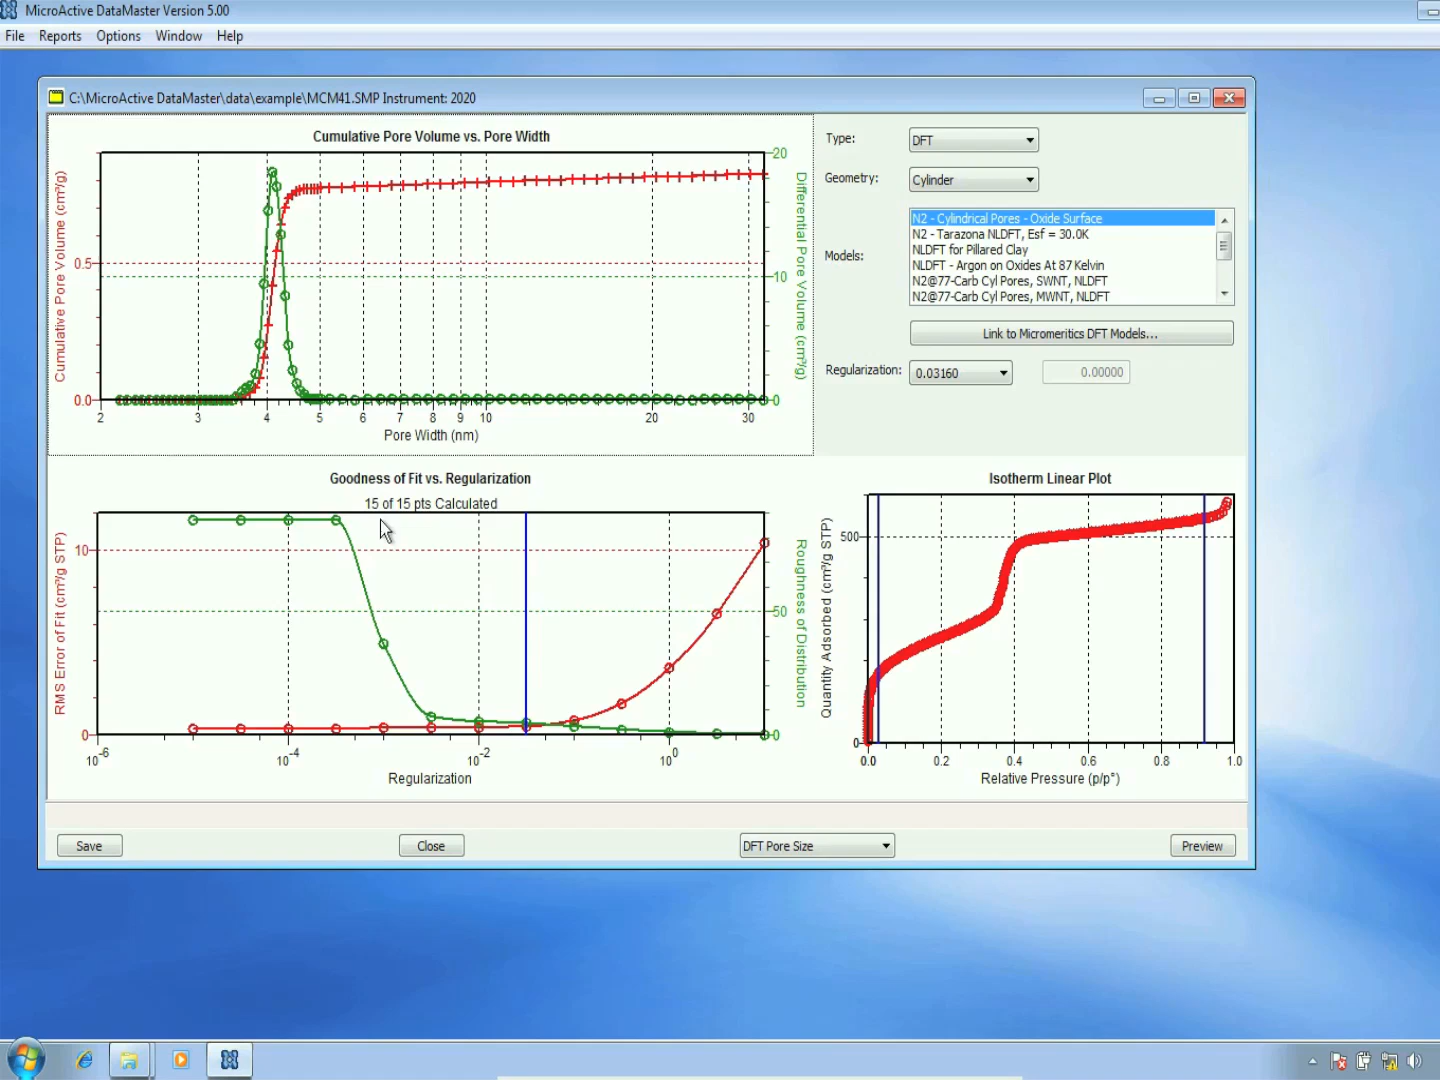 MicroActive DataMaster Version 5.00
File Reports Options Window Help
C:\MicroActive DataMaster\data\example\MCM41.SMP Instrument: 2020
Cumulative Pore Volume vs. Pore Width
Cumulative Pore Volume (cm³/g)
0.5
0.0
20
10
0
Differential Pore Volume (cm³/g)
2 3 4 5 6 7 8 9 10 20 30
Pore Width (nm)
Type: DFT
Geometry: Cylinder
Models:
N2 - Cylindrical Pores - Oxide Surface
N2 - Tarazona NLDFT, Esf = 30.0K
NLDFT for Pillared Clay
NLDFT - Argon on Oxides At 87 Kelvin
N2@77-Carb Cyl Pores, SWNT, NLDFT
N2@77-Carb Cyl Pores, MWNT, NLDFT
Link to Micromeritics DFT Models...
Regularization: 0.03160 0.00000
Goodness of Fit vs. Regularization
15 of 15 pts Calculated
RMS Error of Fit (cm³/g STP)
10
0
50
0
Roughness of Distribution
10⁻⁶ 10⁻⁴ 10⁻² 10⁰
Regularization
Isotherm Linear Plot
Quantity Adsorbed (cm³/g STP)
500
0
0.0 0.2 0.4 0.6 0.8 1.0
Relative Pressure (p/p°)
Save Close DFT Pore Size Preview